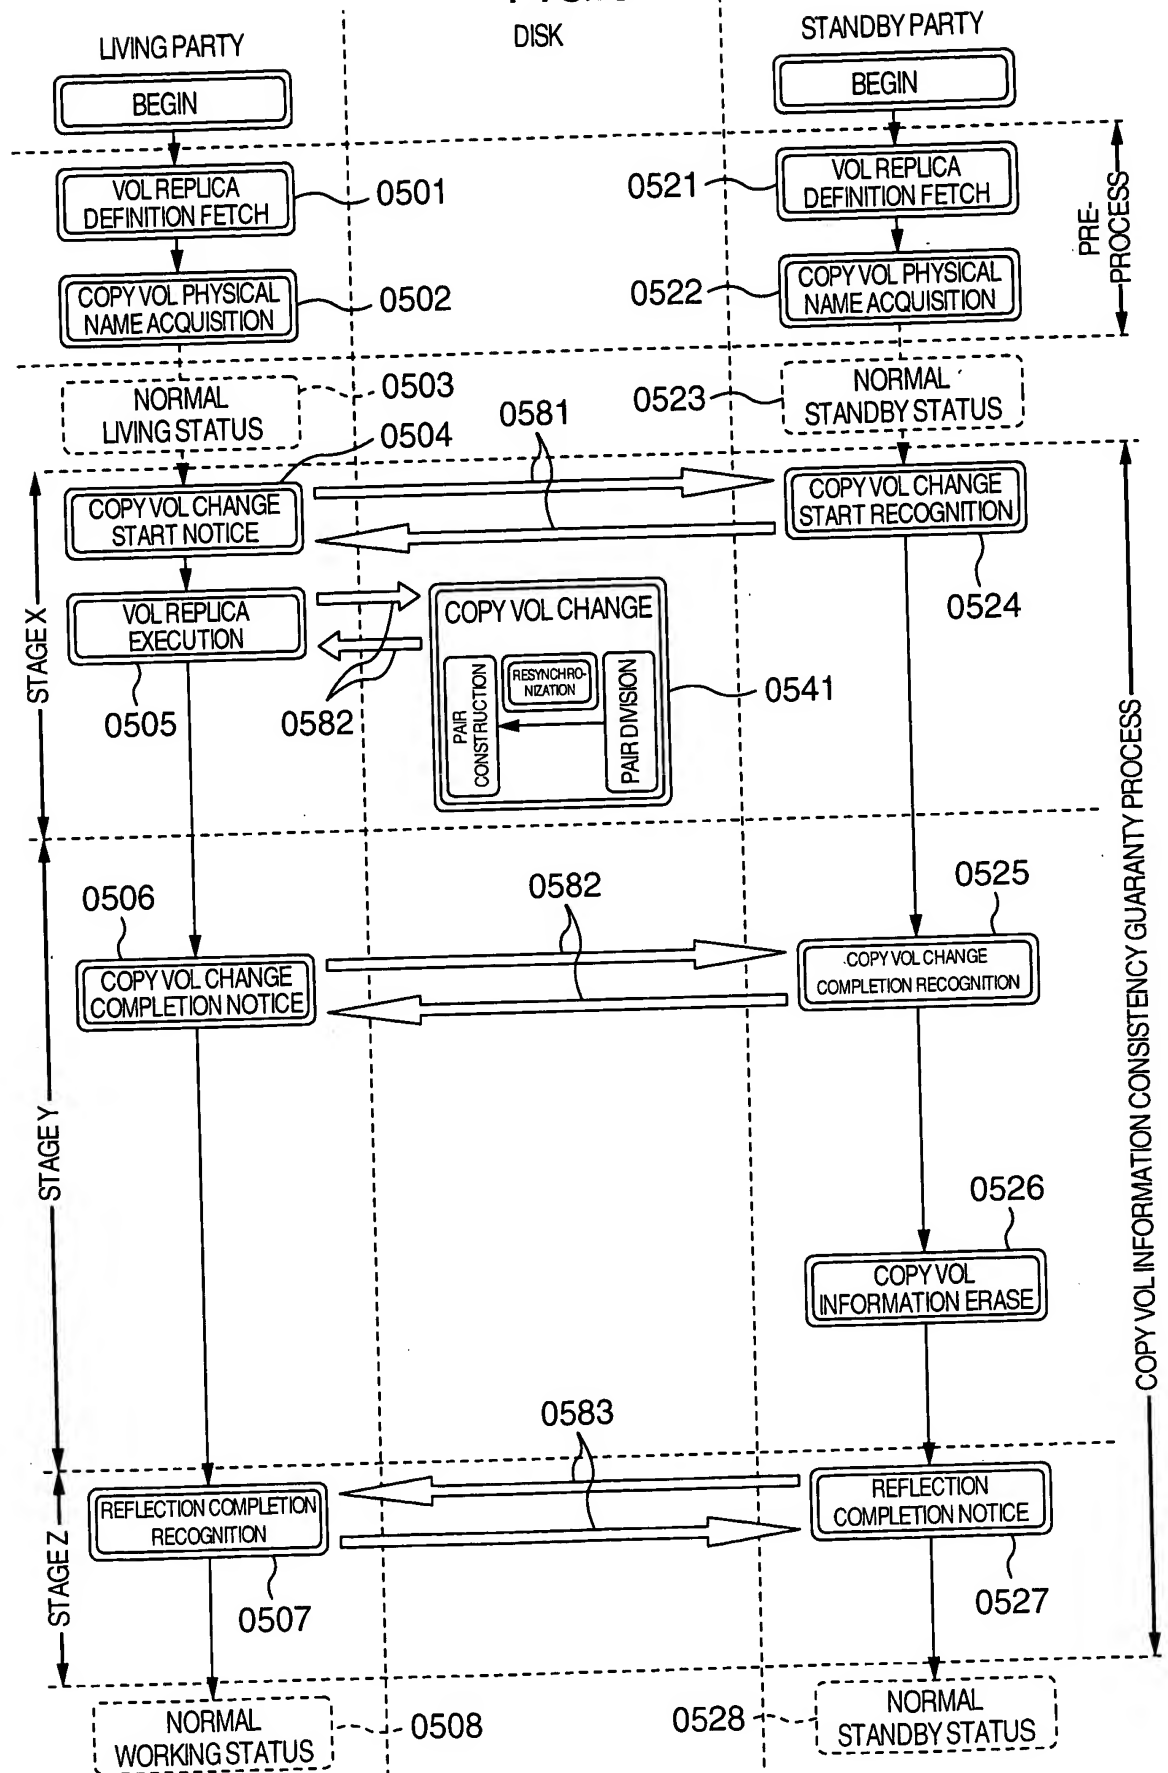 LIVING PARTY
DISK
STANDBY PARTY
BEGIN
BEGIN
VOL REPLICA
DEFINITION FETCH
0501
0521
VOL REPLICA
DEFINITION FETCH
PRE-
PROCESS
COPY VOL PHYSICAL
NAME ACQUISITION
0502
0522
COPY VOL PHYSICAL
NAME ACQUISITION
NORMAL
LIVING STATUS
0503
0523
NORMAL
STANDBY STATUS
0504
0581
STAGE X
COPY VOL CHANGE
START NOTICE
COPY VOL CHANGE
START RECOGNITION
0524
VOL REPLICA
EXECUTION
0505
0582
COPY VOL CHANGE
PAIR
CONSTRUCTION
RESYNCHRO-
NIZATION
PAIR DIVISION
0541
COPY VOL INFORMATION CONSISTENCY GUARANTY PROCESS
STAGE Y
0506
0582
0525
COPY VOL CHANGE
COMPLETION NOTICE
COPY VOL CHANGE
COMPLETION RECOGNITION
0526
COPY VOL
INFORMATION ERASE
0583
STAGE Z
REFLECTION COMPLETION
RECOGNITION
REFLECTION
COMPLETION NOTICE
0507
0527
NORMAL
WORKING STATUS
0508
0528
NORMAL
STANDBY STATUS